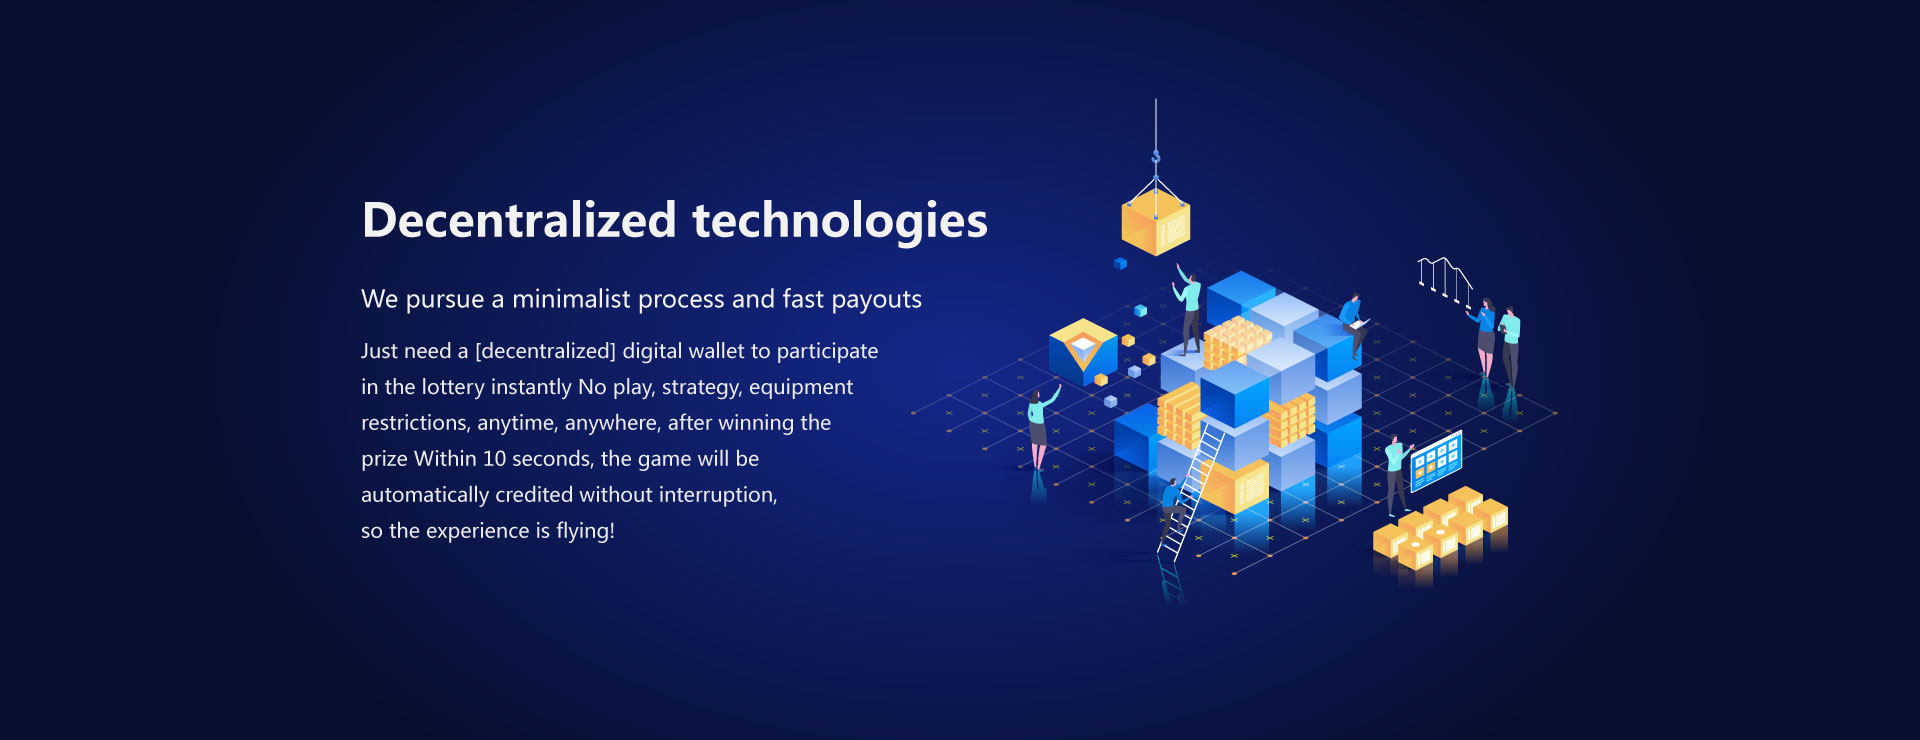 Decentralized technologies
We pursue a minimalist process and fast payouts
Just need a [decentralized] digital wallet to participate
in the lottery instantly No play, strategy, equipment
restrictions, anytime, anywhere, after winning the
prize Within 10 seconds, the game will be
automatically credited without interruption,
so the experience is flying!